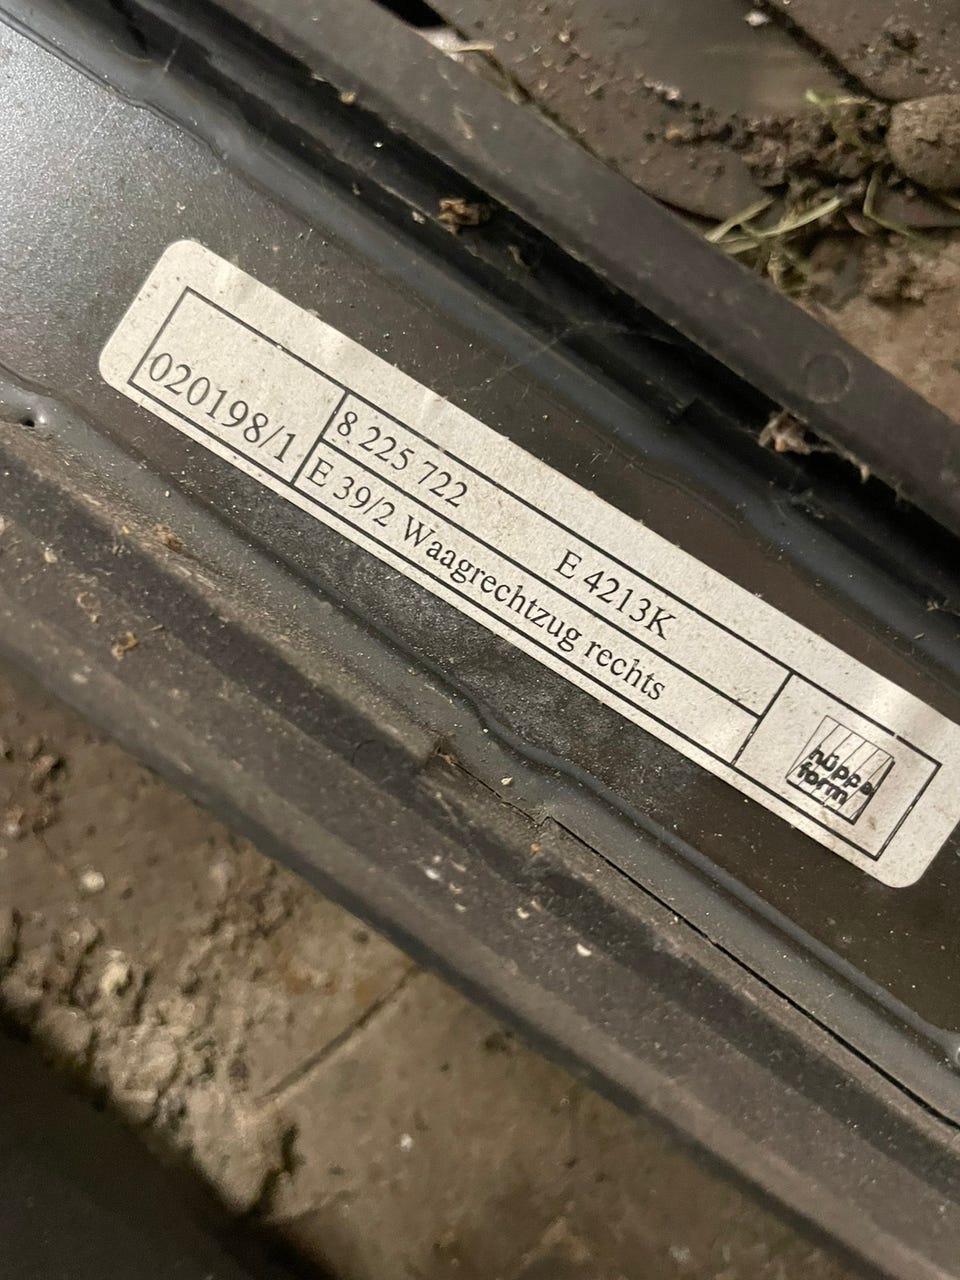 020198/1
8 225 722 E 4213K
E 39/2 Waagrechtzug rechts
hüppe
form